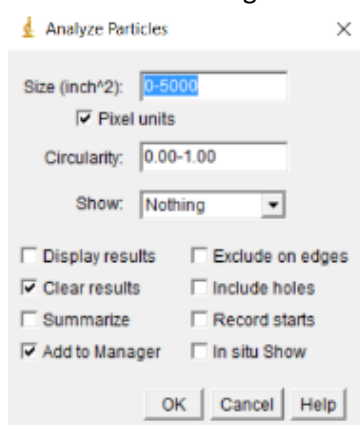 Analyze Particles
Size (inch^2): 0-5000
Pixel units
Circularity: 0.00-1.00
Show: Nothing
Display results Exclude on edges
Clear results Include holes
Summarize Record starts
Add to Manager In situ Show
OK Cancel Help